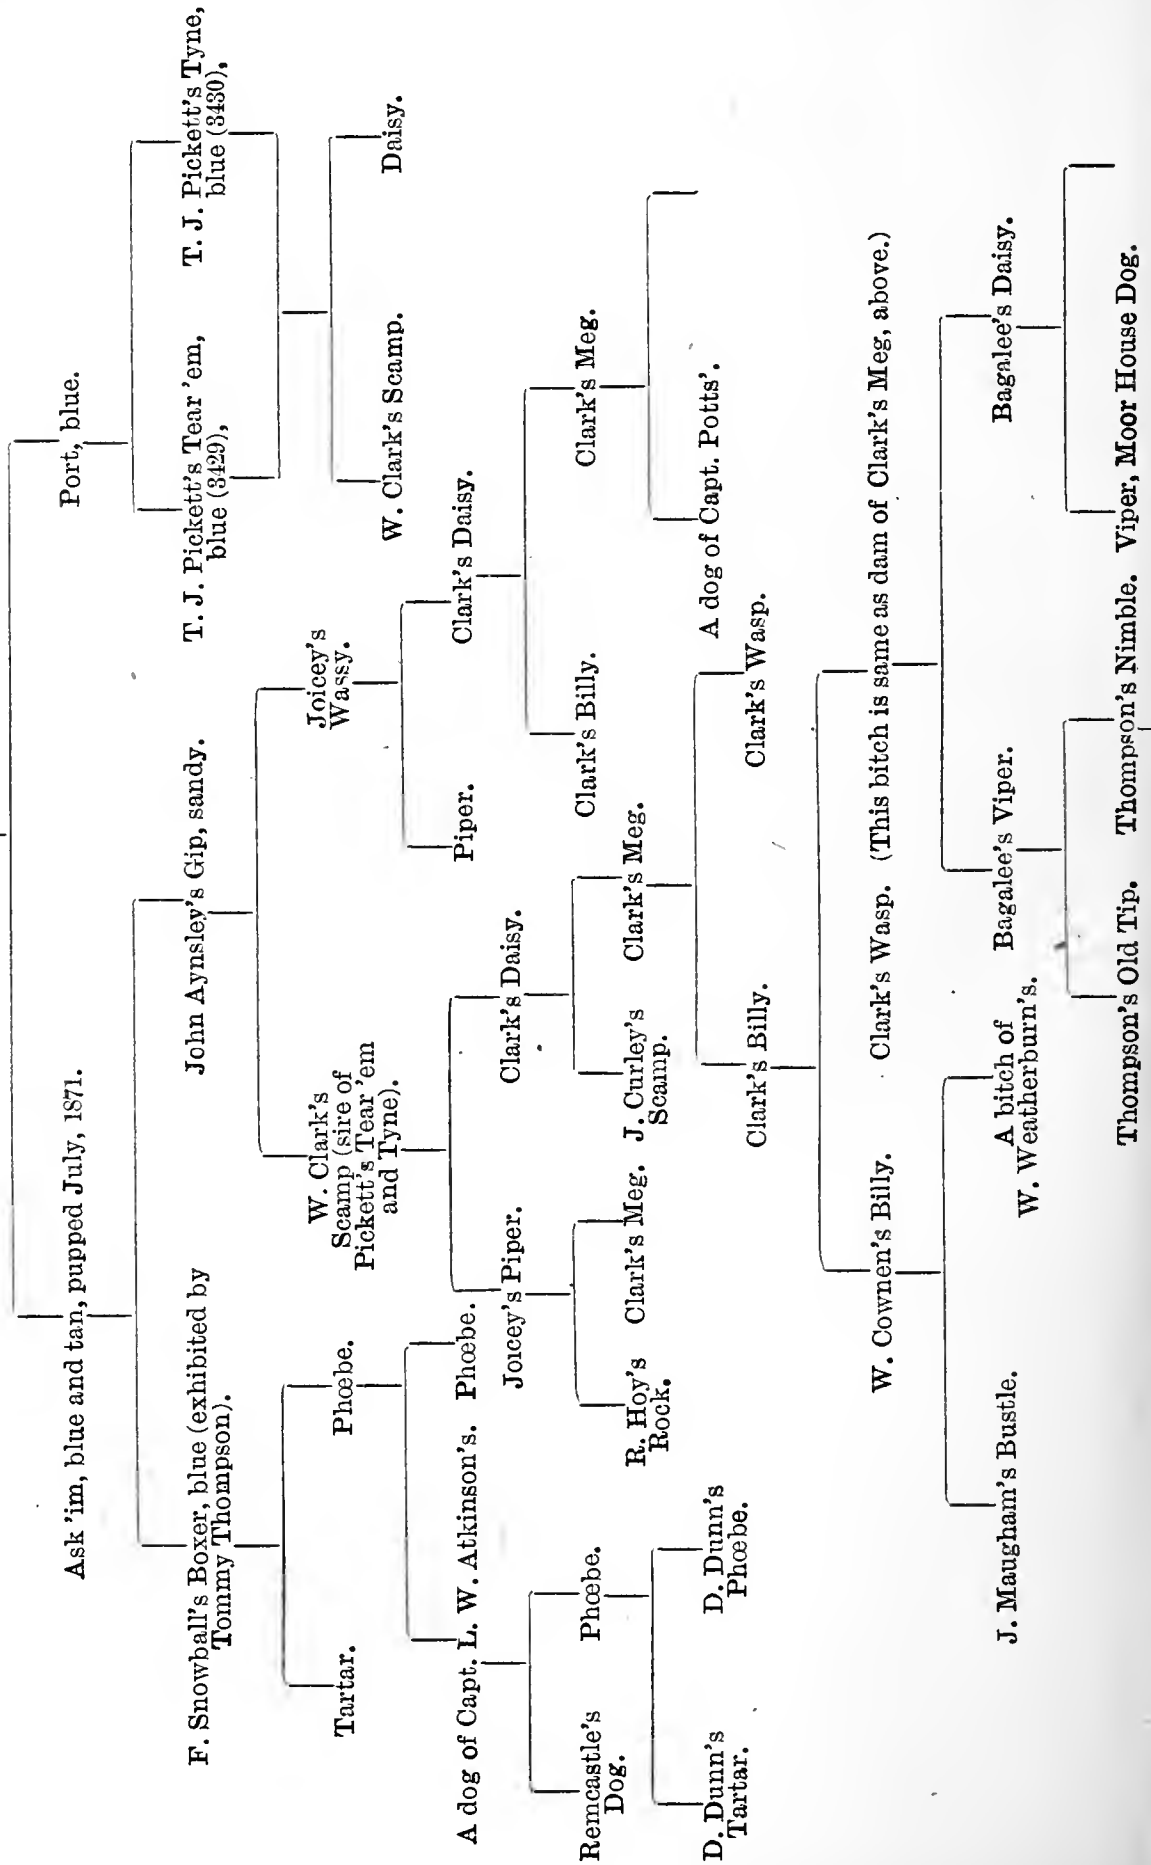 Ask 'im, blue and tan, pupped July, 1871.
Port, blue.
F. Snowball's Boxer, blue (exhibited by
Tommy Thompson).
John Aynsley's Gip, sandy.
T. J. Pickett's Tear 'em,
blue (3429),
T. J. Pickett's Tyne,
blue (3430),
Tartar.
Phœbe.
W. Clark's
Scamp (sire of
Pickett's Tear 'em
and Tyne).
Joicey's
Wassy.
W. Clark's Scamp.
Daisy.
A dog of Capt. L. W. Atkinson's.
Phœbe.
Joicey's Piper.
Clark's Daisy.
Piper.
Clark's Daisy.
Remcastle's
Dog.
Phœbe.
R. Hoy's
Rock.
Clark's Meg.
J. Curley's
Scamp.
Clark's Meg.
Clark's Billy.
Clark's Meg.
D. Dunn's
Tartar.
D. Dunn's
Phœbe.
Clark's Billy.
Clark's Wasp.
A dog of Capt. Potts'.
W. Cownen's Billy.
Clark's Wasp.
(This bitch is same as dam of Clark's Meg, above.)
J. Maugham's Bustle.
A bitch of
W. Weatherburn's.
Bagalee's Viper.
Bagalee's Daisy.
Thompson's Old Tip.
Thompson's Nimble.
Viper, Moor House Dog.